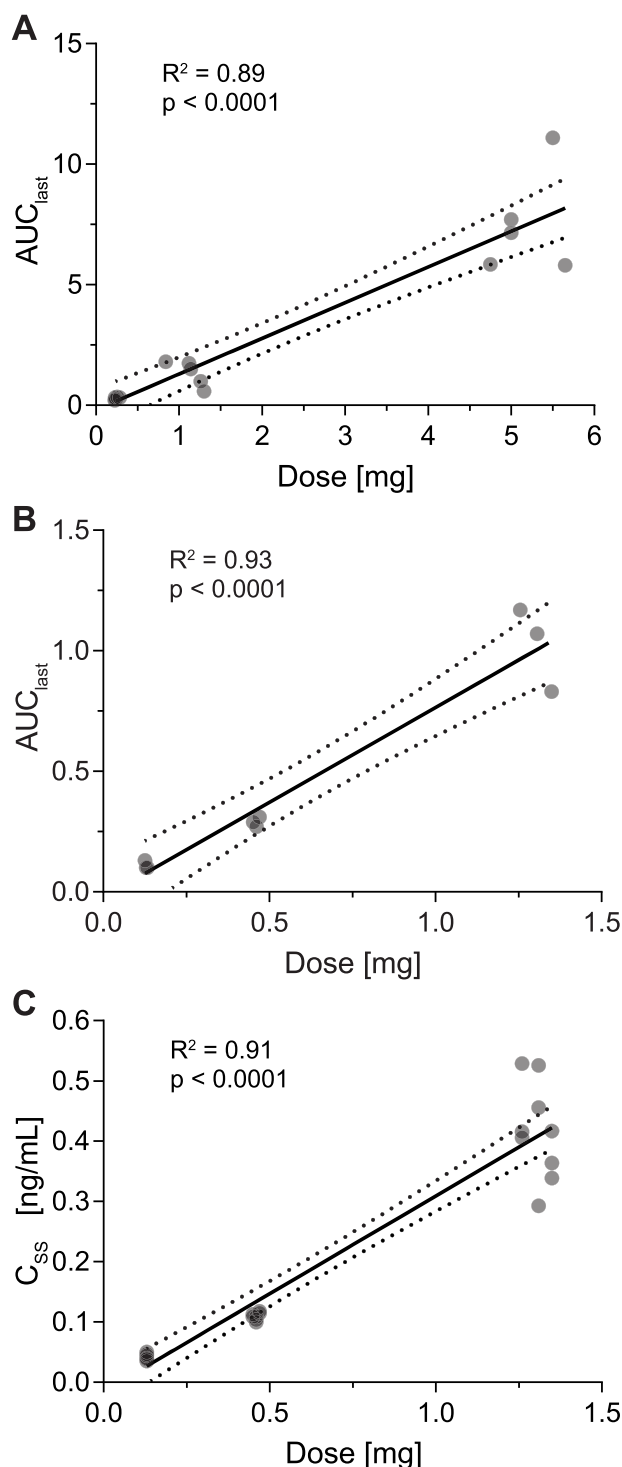 A
15
R² = 0.89
p < 0.0001
10
AUClast
5
0
0 1 2 3 4 5 6
Dose [mg]
B
1.5
R² = 0.93
p < 0.0001
1.0
AUClast
0.5
0.0
0.0 0.5 1.0 1.5
Dose [mg]
C
0.6
R² = 0.91
p < 0.0001
0.5
0.4
CSS [ng/mL]
0.3
0.2
0.1
0.0
0.0 0.5 1.0 1.5
Dose [mg]